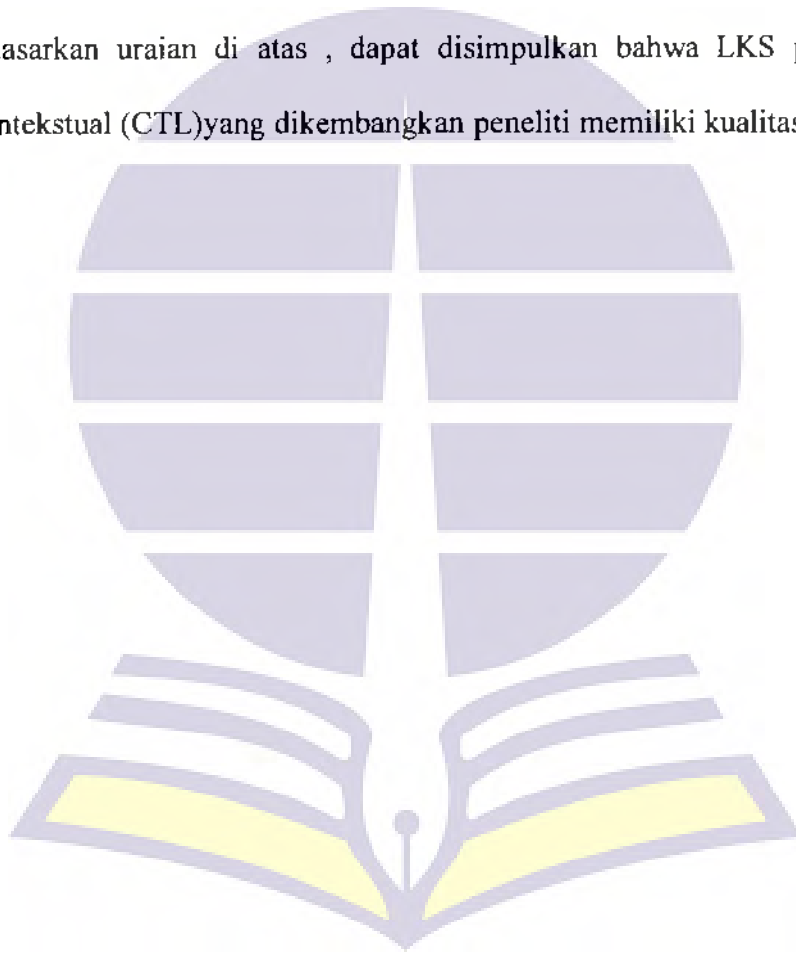 asarkan uraian di atas , dapat disimpulkan bahwa LKS
ntekstual (CTL)yang dikembangkan peneliti memiliki kualitas